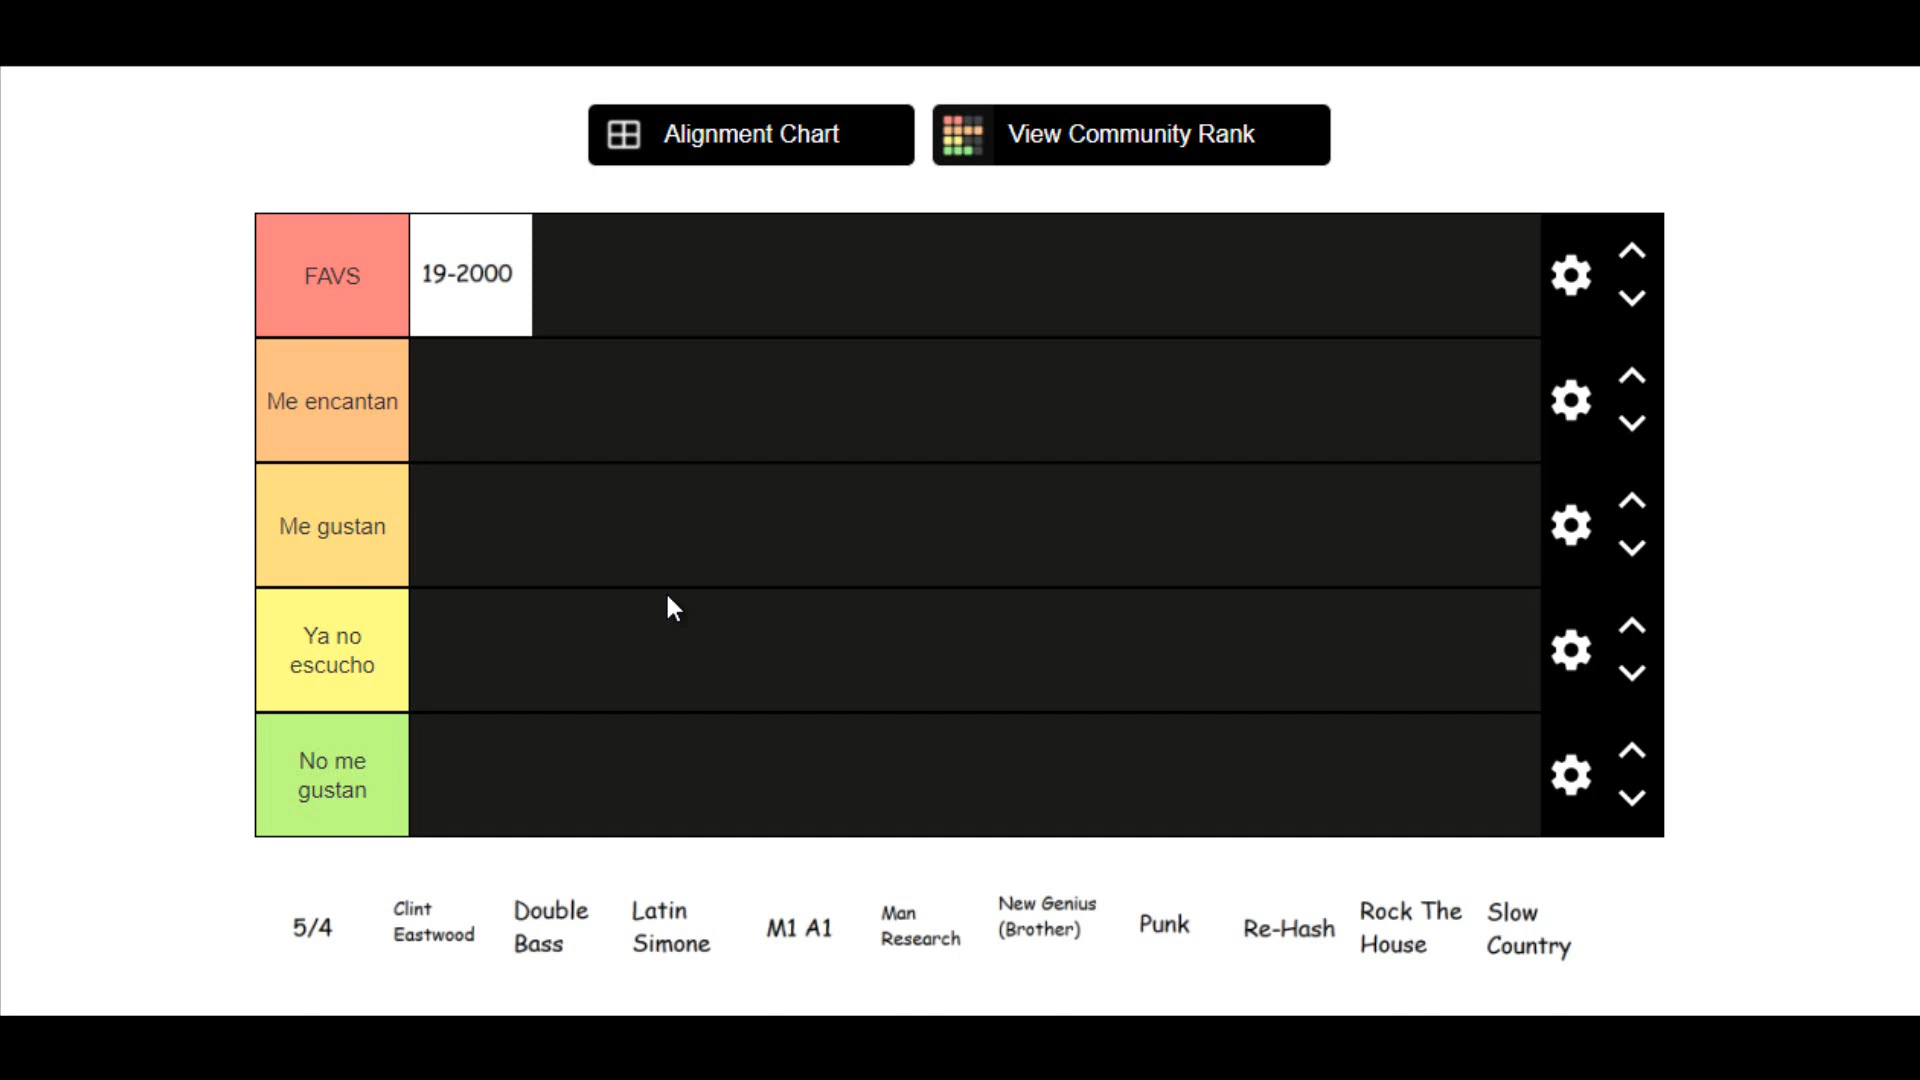 Alignment Chart
View Community Rank
FAVS
19-2000
Me encantan
Me gustan
Ya no
escucho
No me
gustan
5/4
Clint
Eastwood
Double
Bass
Latin
Simone
M1 A1
Man
Research
New Genius
(Brother)
Punk
Re-Hash
Rock The
House
Slow
Country